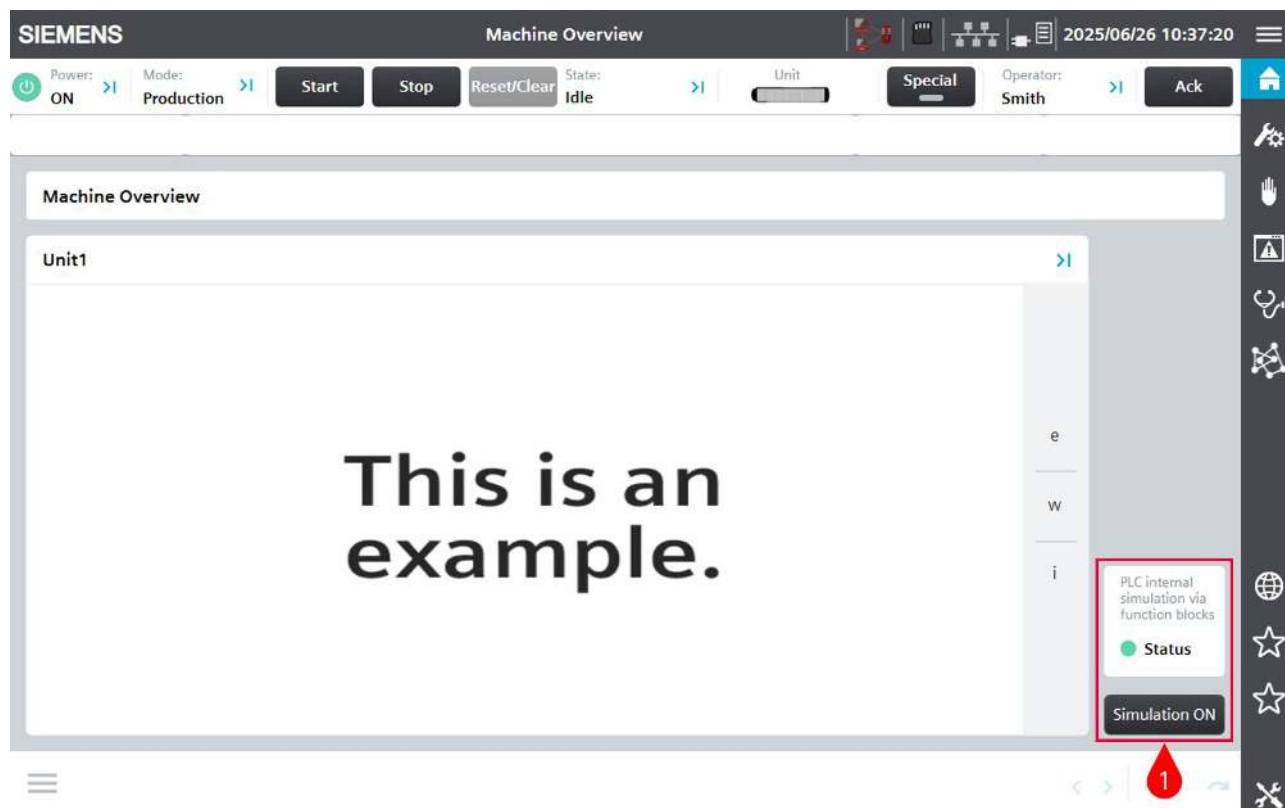 SIEMENS
Machine Overview
2025/06/26 10:37:20
Power:
ON
Mode:
Production
Start
Stop
Reset/Clear
State:
Idle
Unit
Special
Operator:
Smith
Ack
Machine Overview
Unit1
This is an
example.
e
w
i
PLC internal
simulation via
function blocks
Status
Simulation ON
1